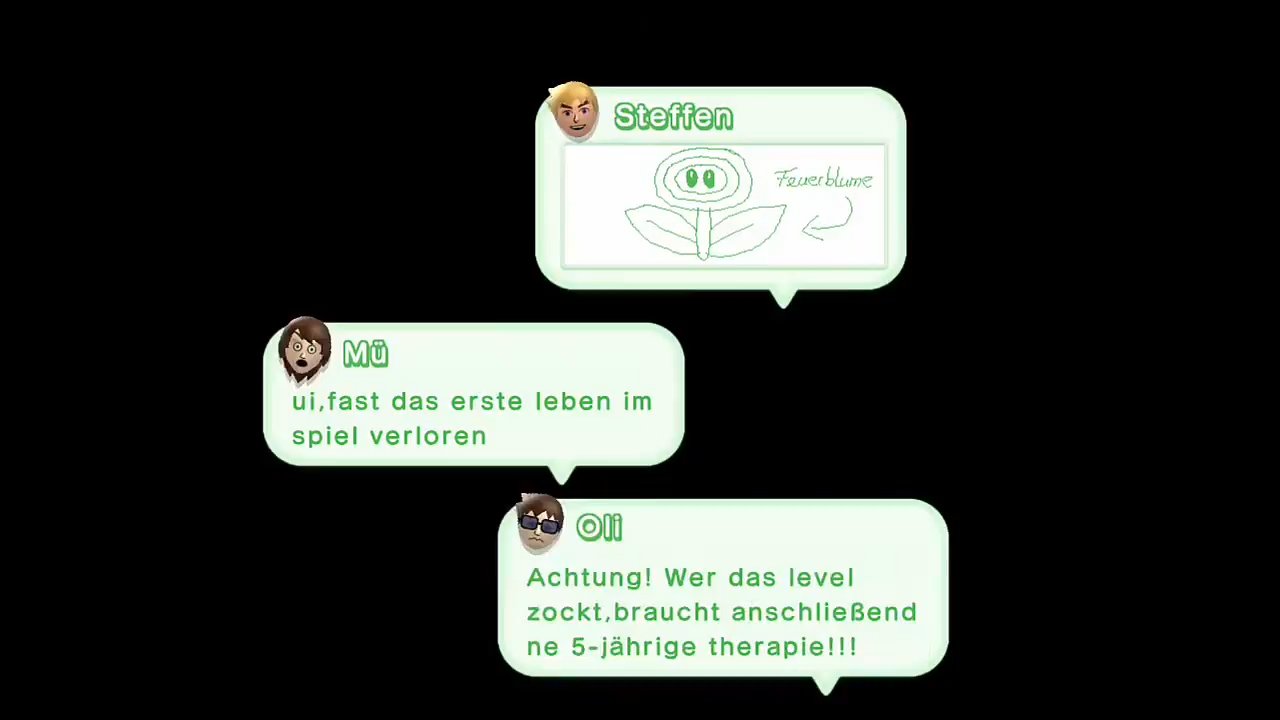 Steffen
Feuerblume
Mü
ui,fast das erste leben im
spiel verloren
Oli
Achtung! Wer das level
zockt,braucht anschließend
ne 5-jährige therapie!!!